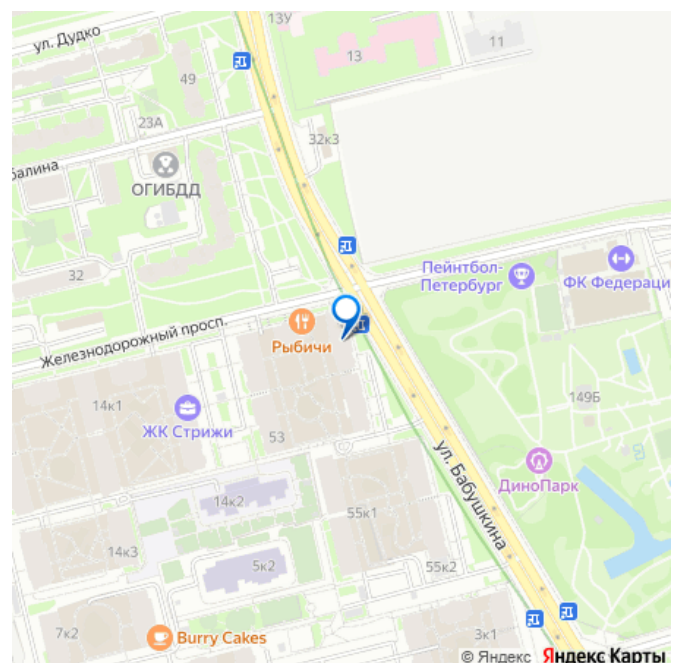 13У
ул. Дудко
13
11
49
23А
32к3
балина
ОГИБДД
32
Пейнтбол-
Петербург
ФК Федераци
Железнодорожный просп.
Рыбичи
14к1
ЖК Стрижи
53
149Б
ул. Бабушкина
ДиноПарк
14к2
55к1
14к3
5к2
55к2
7к2
Burry Cakes
3к1
© Яндекс Яндекс Карты